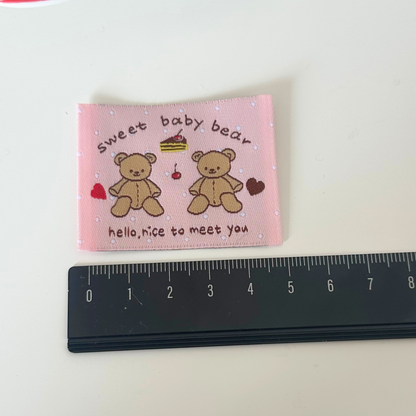 sweet baby bear
hello, nice to meet you
0 1 2 3 4 5 6 7 8